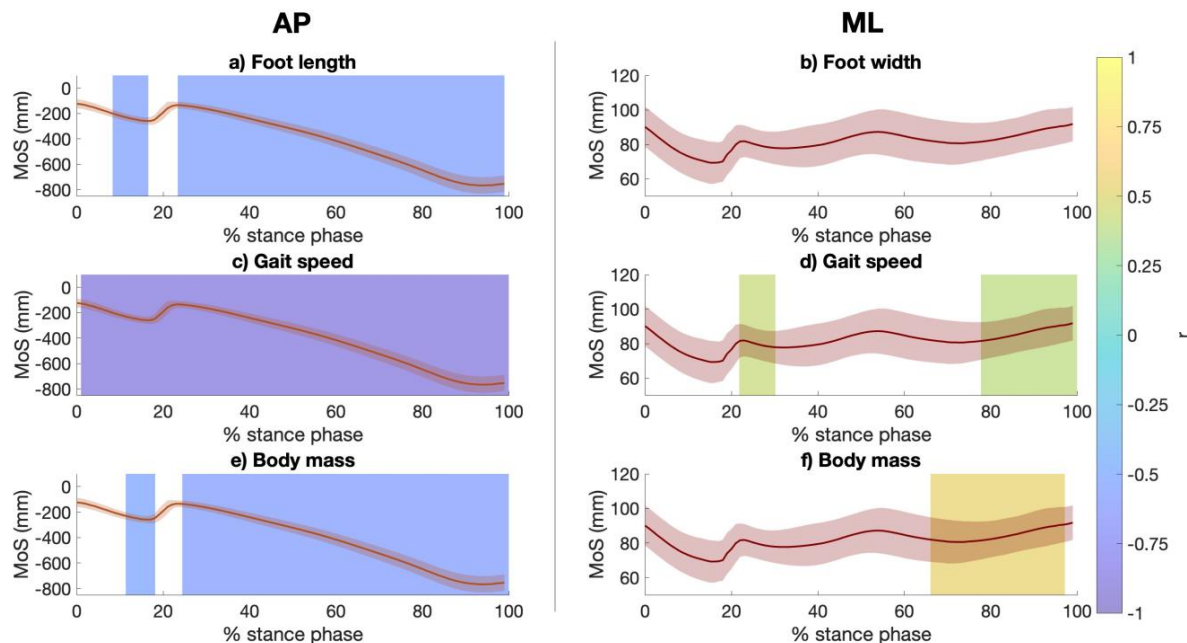 AP
ML
a) Foot length
0
-200
-400
-600
-800
MoS (mm)
0 20 40 60 80 100
% stance phase
b) Foot width
120
100
80
60
MoS (mm)
0 20 40 60 80 100
% stance phase
c) Gait speed
0
-200
-400
-600
-800
MoS (mm)
0 20 40 60 80 100
% stance phase
d) Gait speed
120
100
80
60
MoS (mm)
0 20 40 60 80 100
% stance phase
e) Body mass
0
-200
-400
-600
-800
MoS (mm)
0 20 40 60 80 100
% stance phase
f) Body mass
120
100
80
60
MoS (mm)
0 20 40 60 80 100
% stance phase
1
0.75
0.5
0.25
0
-0.25
-0.5
-0.75
-1
r